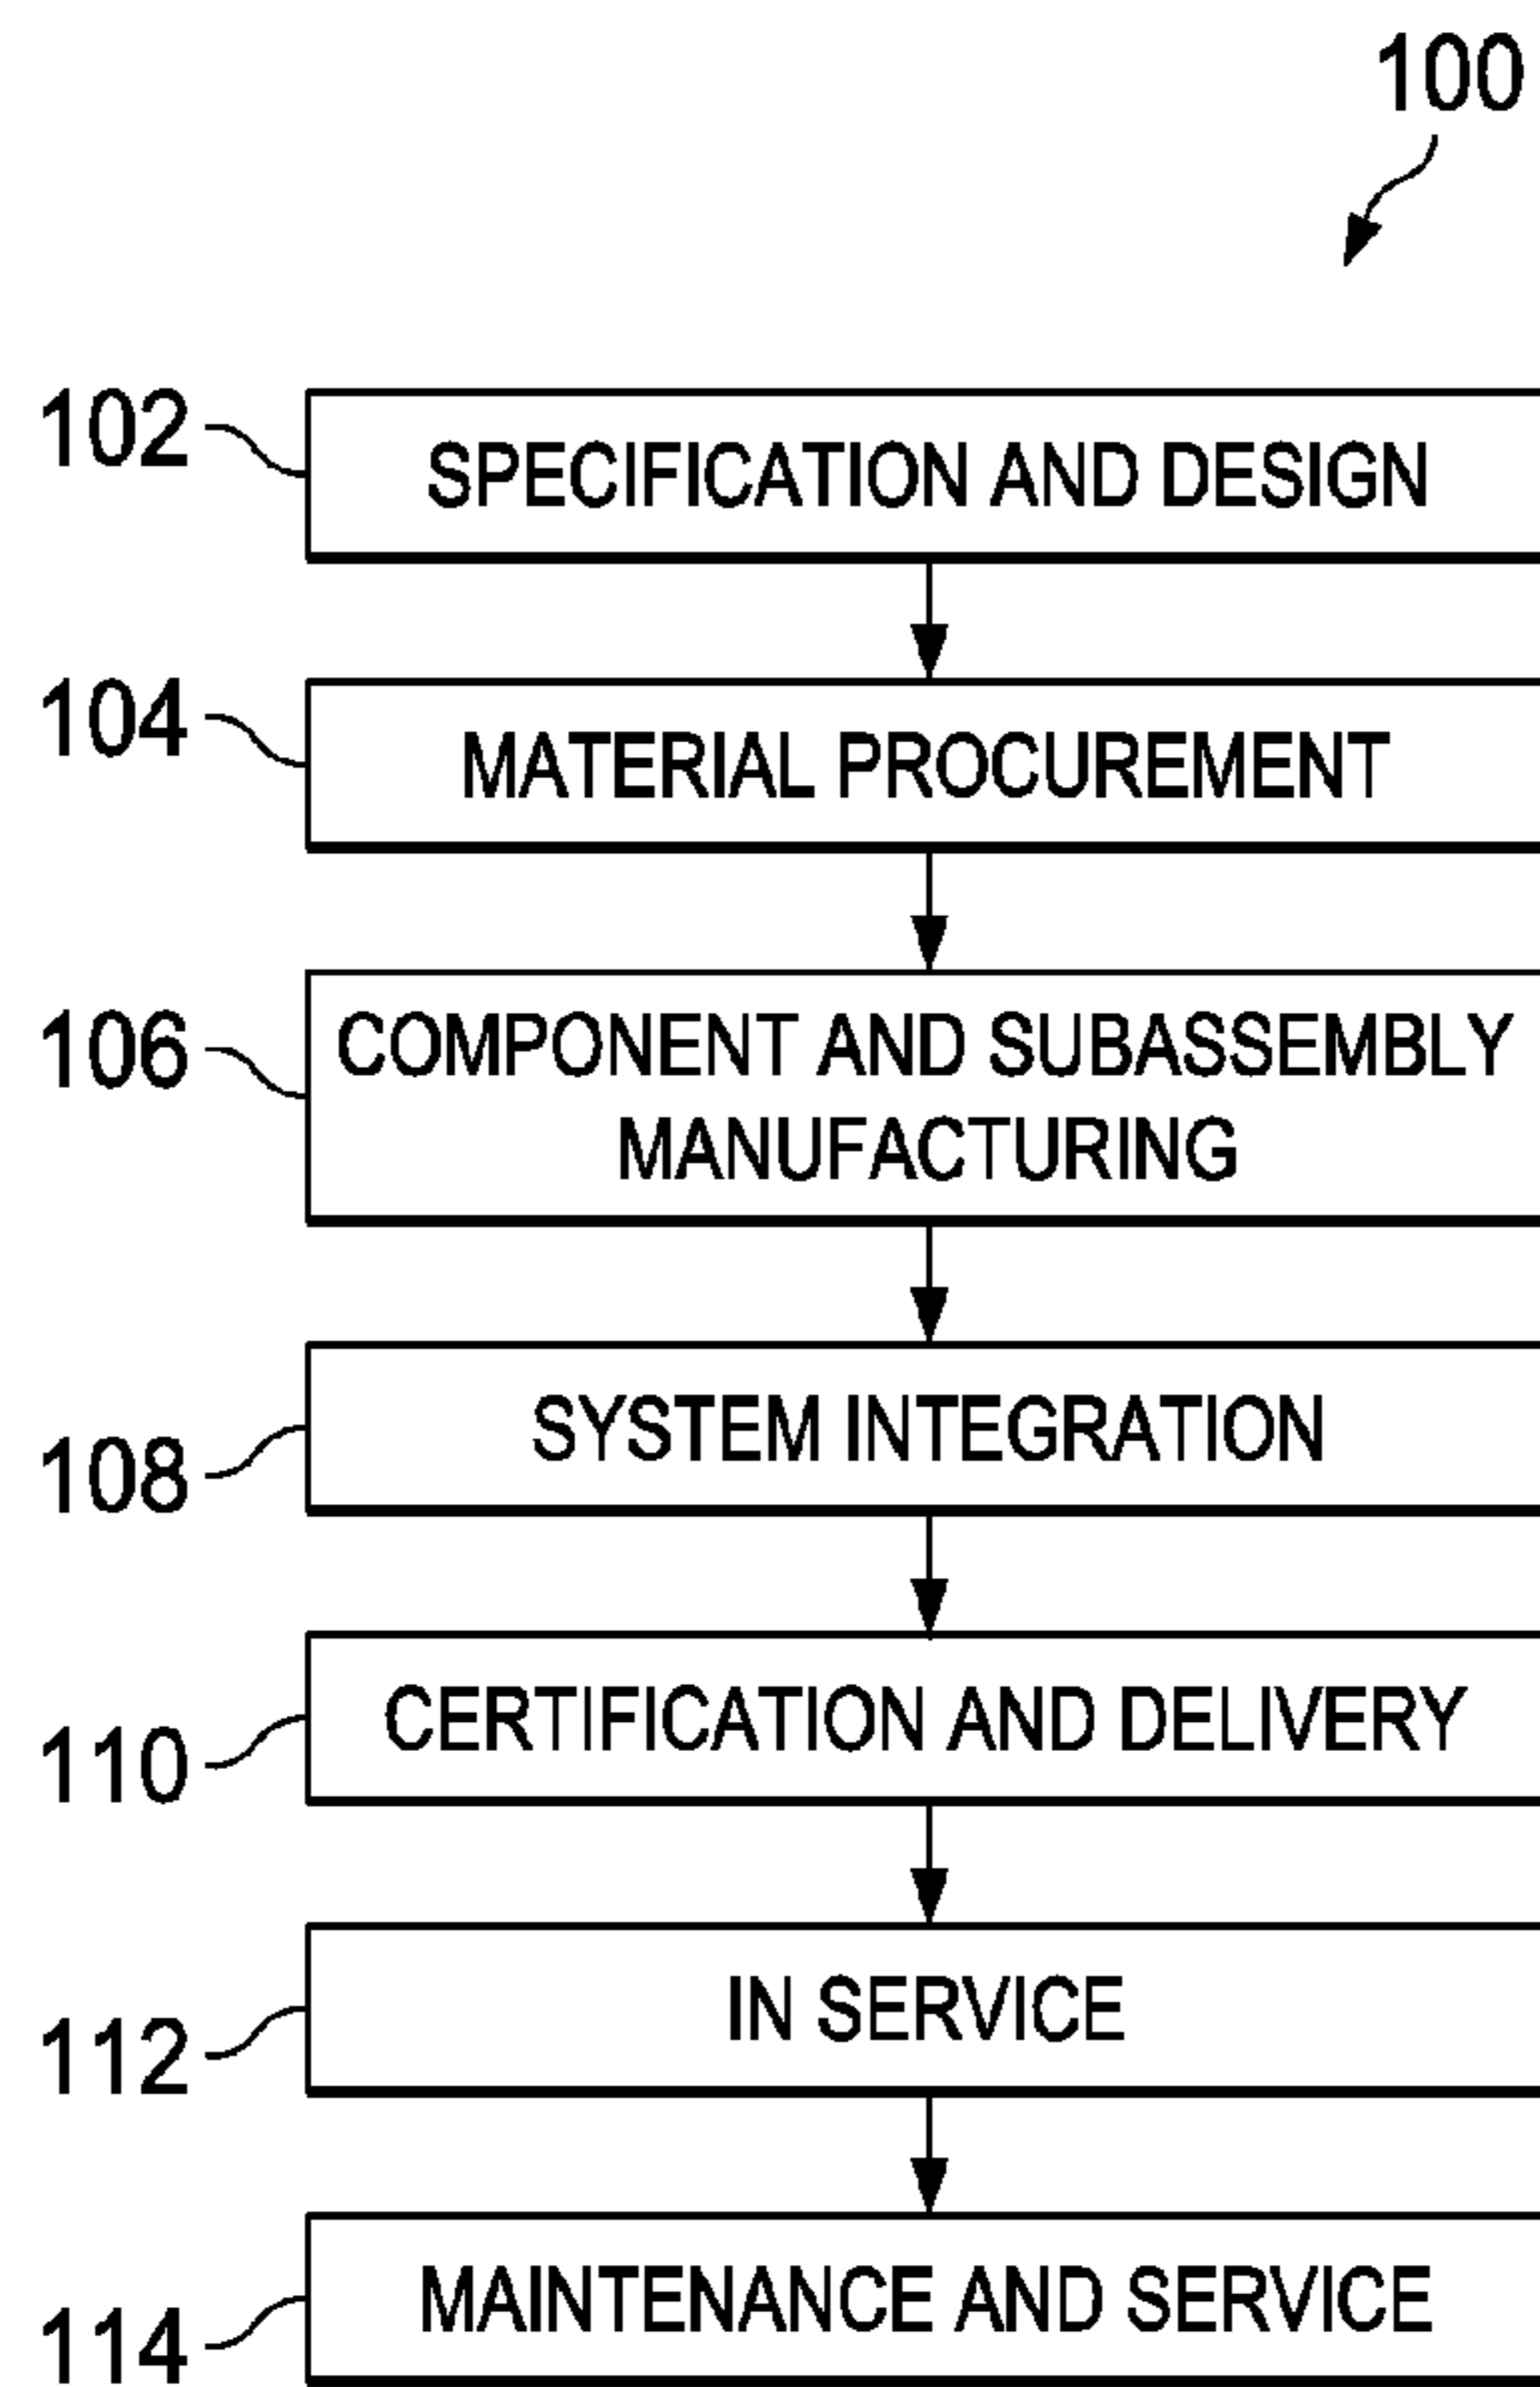 100
102
SPECIFICATION AND DESIGN
104
MATERIAL PROCUREMENT
106
COMPONENT AND SUBASSEMBLY
MANUFACTURING
108
SYSTEM INTEGRATION
110
CERTIFICATION AND DELIVERY
112
IN SERVICE
114
MAINTENANCE AND SERVICE